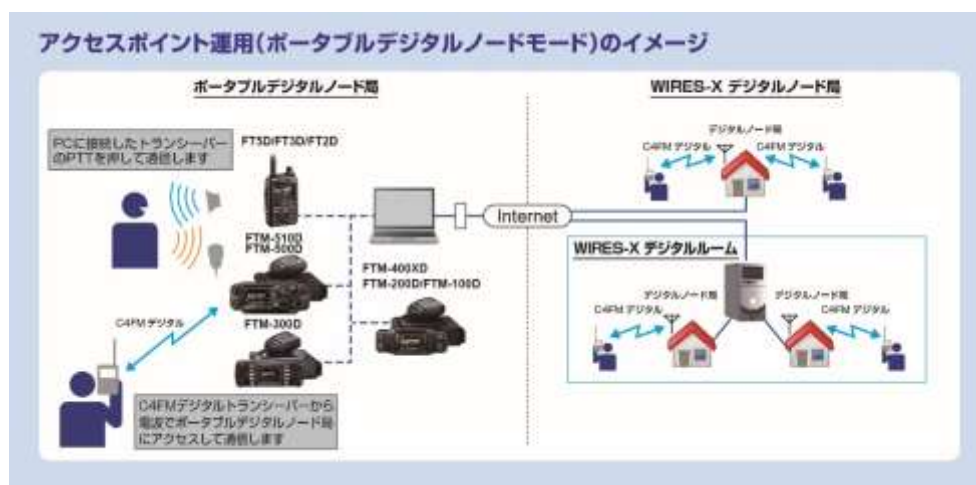 アクセスポイント運用(ポータブルデジタルノードモード)のイメージ
ポータブルデジタルノード局
PCに接続したトランシーバー
のPTTを押して通信します
FT5D/FT3D/FT2D
FTM-510D
FTM-500D
FTM-400XD
FTM-200D/FTM-100D
FTM-300D
C4FMデジタル
C4FMデジタルトランシーバーから
電波でポータブルデジタルノード局
にアクセスして通信します
Internet
WIRES-X デジタルノード局
デジタルノード局
C4FM デジタル
C4FM デジタル
WIRES-X デジタルルーム
デジタルノード局
デジタルノード局
C4FM デジタル
C4FM デジタル